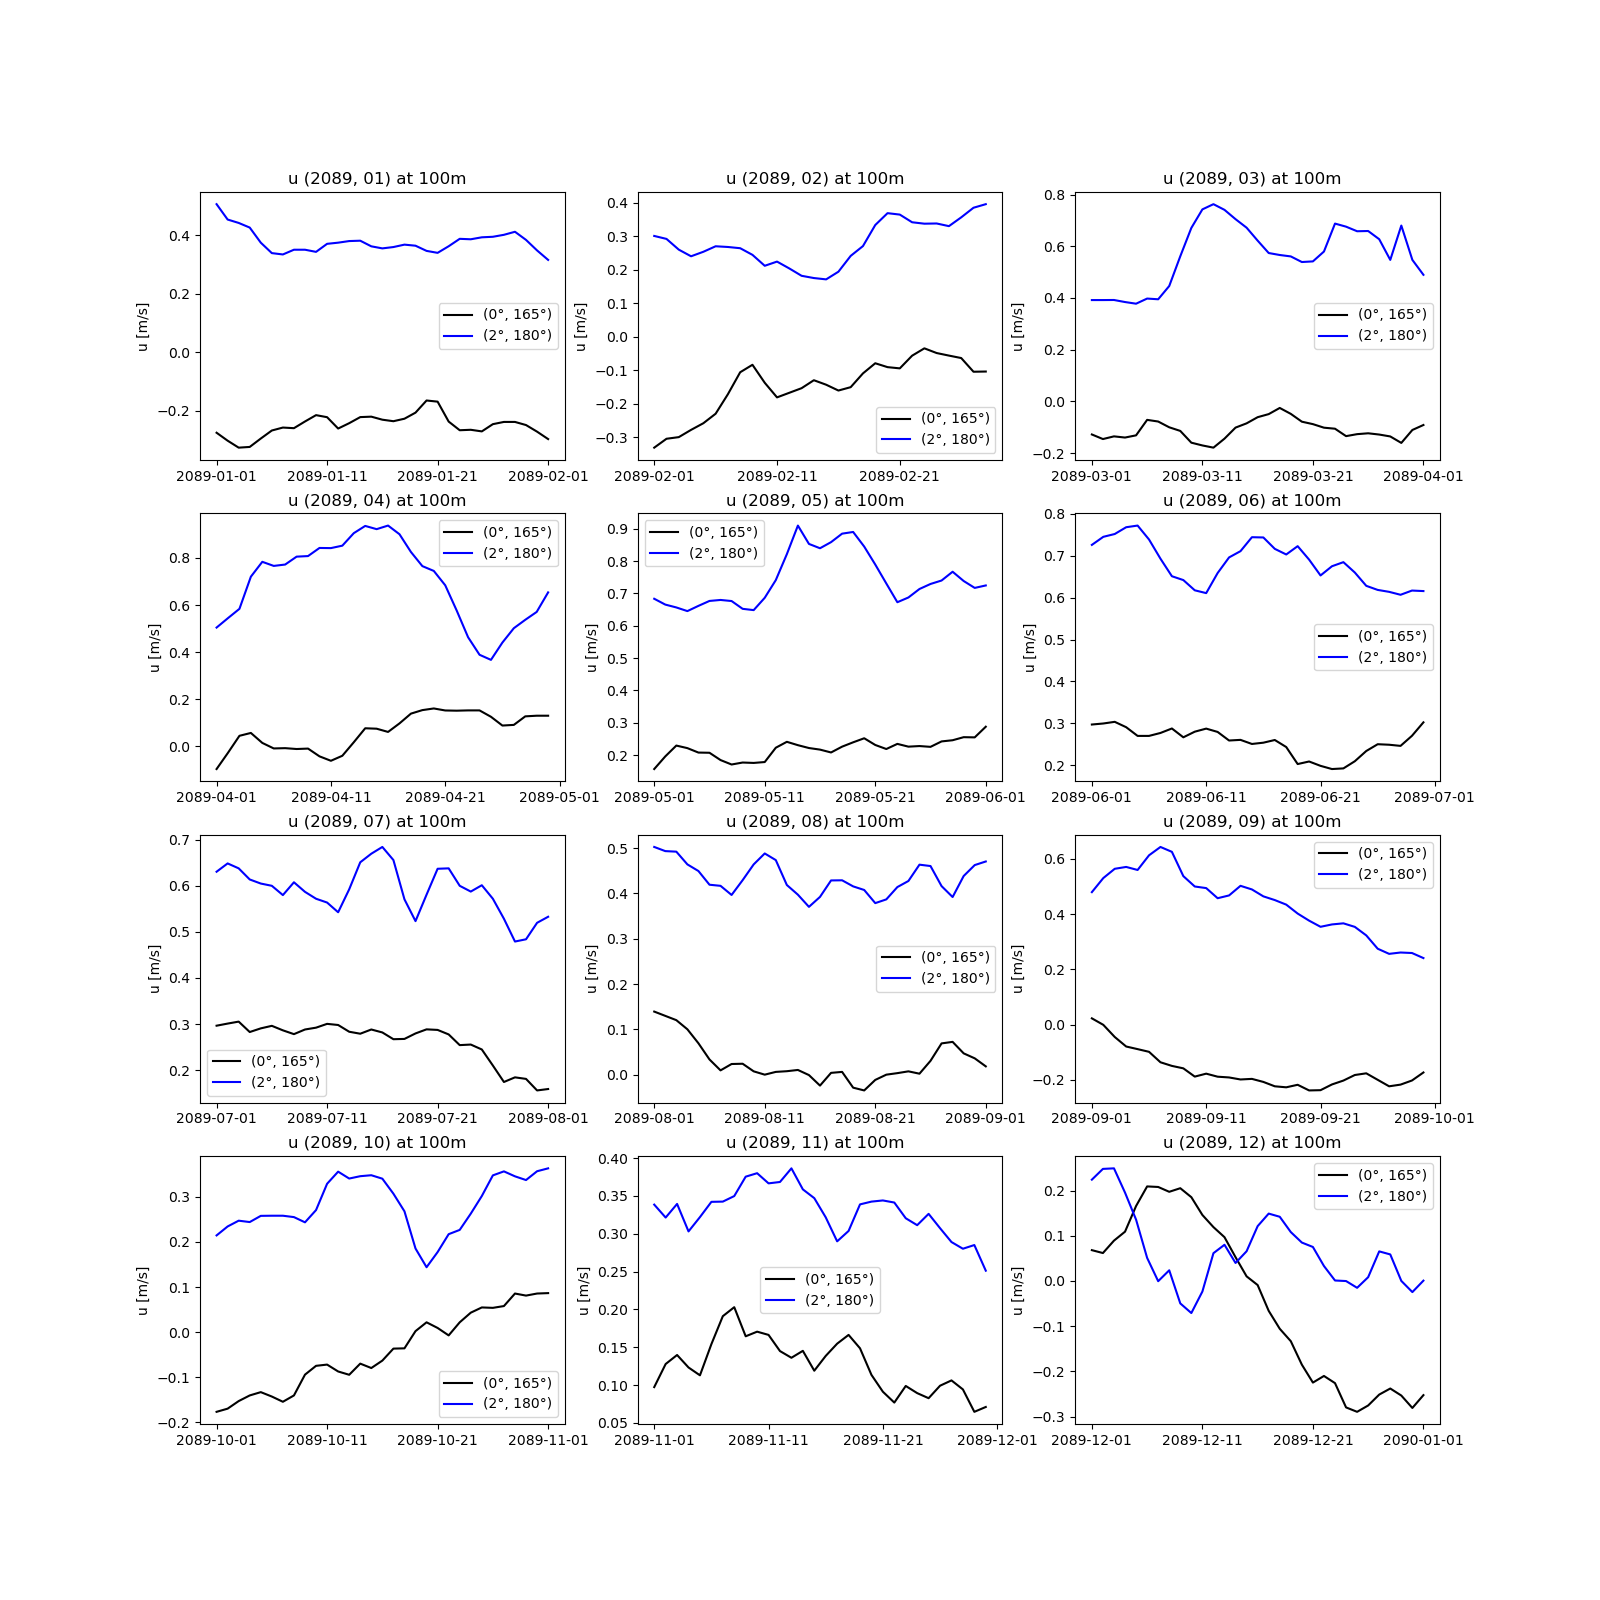 u (2089, 01) at 100m
u [m/s]
0.4
0.2
0.0
−0.2
(0°, 165°)
(2°, 180°)
2089-01-01 2089-01-11 2089-01-21 2089-02-01
u (2089, 02) at 100m
u [m/s]
0.4
0.3
0.2
0.1
0.0
−0.1
−0.2
−0.3
(0°, 165°)
(2°, 180°)
2089-02-01 2089-02-11 2089-02-21
u (2089, 03) at 100m
u [m/s]
0.8
0.6
0.4
0.2
0.0
−0.2
(0°, 165°)
(2°, 180°)
2089-03-01 2089-03-11 2089-03-21 2089-04-01
u (2089, 04) at 100m
u [m/s]
0.8
0.6
0.4
0.2
0.0
(0°, 165°)
(2°, 180°)
2089-04-01 2089-04-11 2089-04-21 2089-05-01
u (2089, 05) at 100m
u [m/s]
0.9
0.8
0.7
0.6
0.5
0.4
0.3
0.2
(0°, 165°)
(2°, 180°)
2089-05-01 2089-05-11 2089-05-21 2089-06-01
u (2089, 06) at 100m
u [m/s]
0.8
0.7
0.6
0.5
0.4
0.3
0.2
(0°, 165°)
(2°, 180°)
2089-06-01 2089-06-11 2089-06-21 2089-07-01
u (2089, 07) at 100m
u [m/s]
0.7
0.6
0.5
0.4
0.3
0.2
(0°, 165°)
(2°, 180°)
2089-07-01 2089-07-11 2089-07-21 2089-08-01
u (2089, 08) at 100m
u [m/s]
0.5
0.4
0.3
0.2
0.1
0.0
(0°, 165°)
(2°, 180°)
2089-08-01 2089-08-11 2089-08-21 2089-09-01
u (2089, 09) at 100m
u [m/s]
0.6
0.4
0.2
0.0
−0.2
(0°, 165°)
(2°, 180°)
2089-09-01 2089-09-11 2089-09-21 2089-10-01
u (2089, 10) at 100m
u [m/s]
0.3
0.2
0.1
0.0
−0.1
−0.2
(0°, 165°)
(2°, 180°)
2089-10-01 2089-10-11 2089-10-21 2089-11-01
u (2089, 11) at 100m
u [m/s]
0.40
0.35
0.30
0.25
0.20
0.15
0.10
0.05
(0°, 165°)
(2°, 180°)
2089-11-01 2089-11-11 2089-11-21 2089-12-01
u (2089, 12) at 100m
u [m/s]
0.2
0.1
0.0
−0.1
−0.2
−0.3
(0°, 165°)
(2°, 180°)
2089-12-01 2089-12-11 2089-12-21 2090-01-01